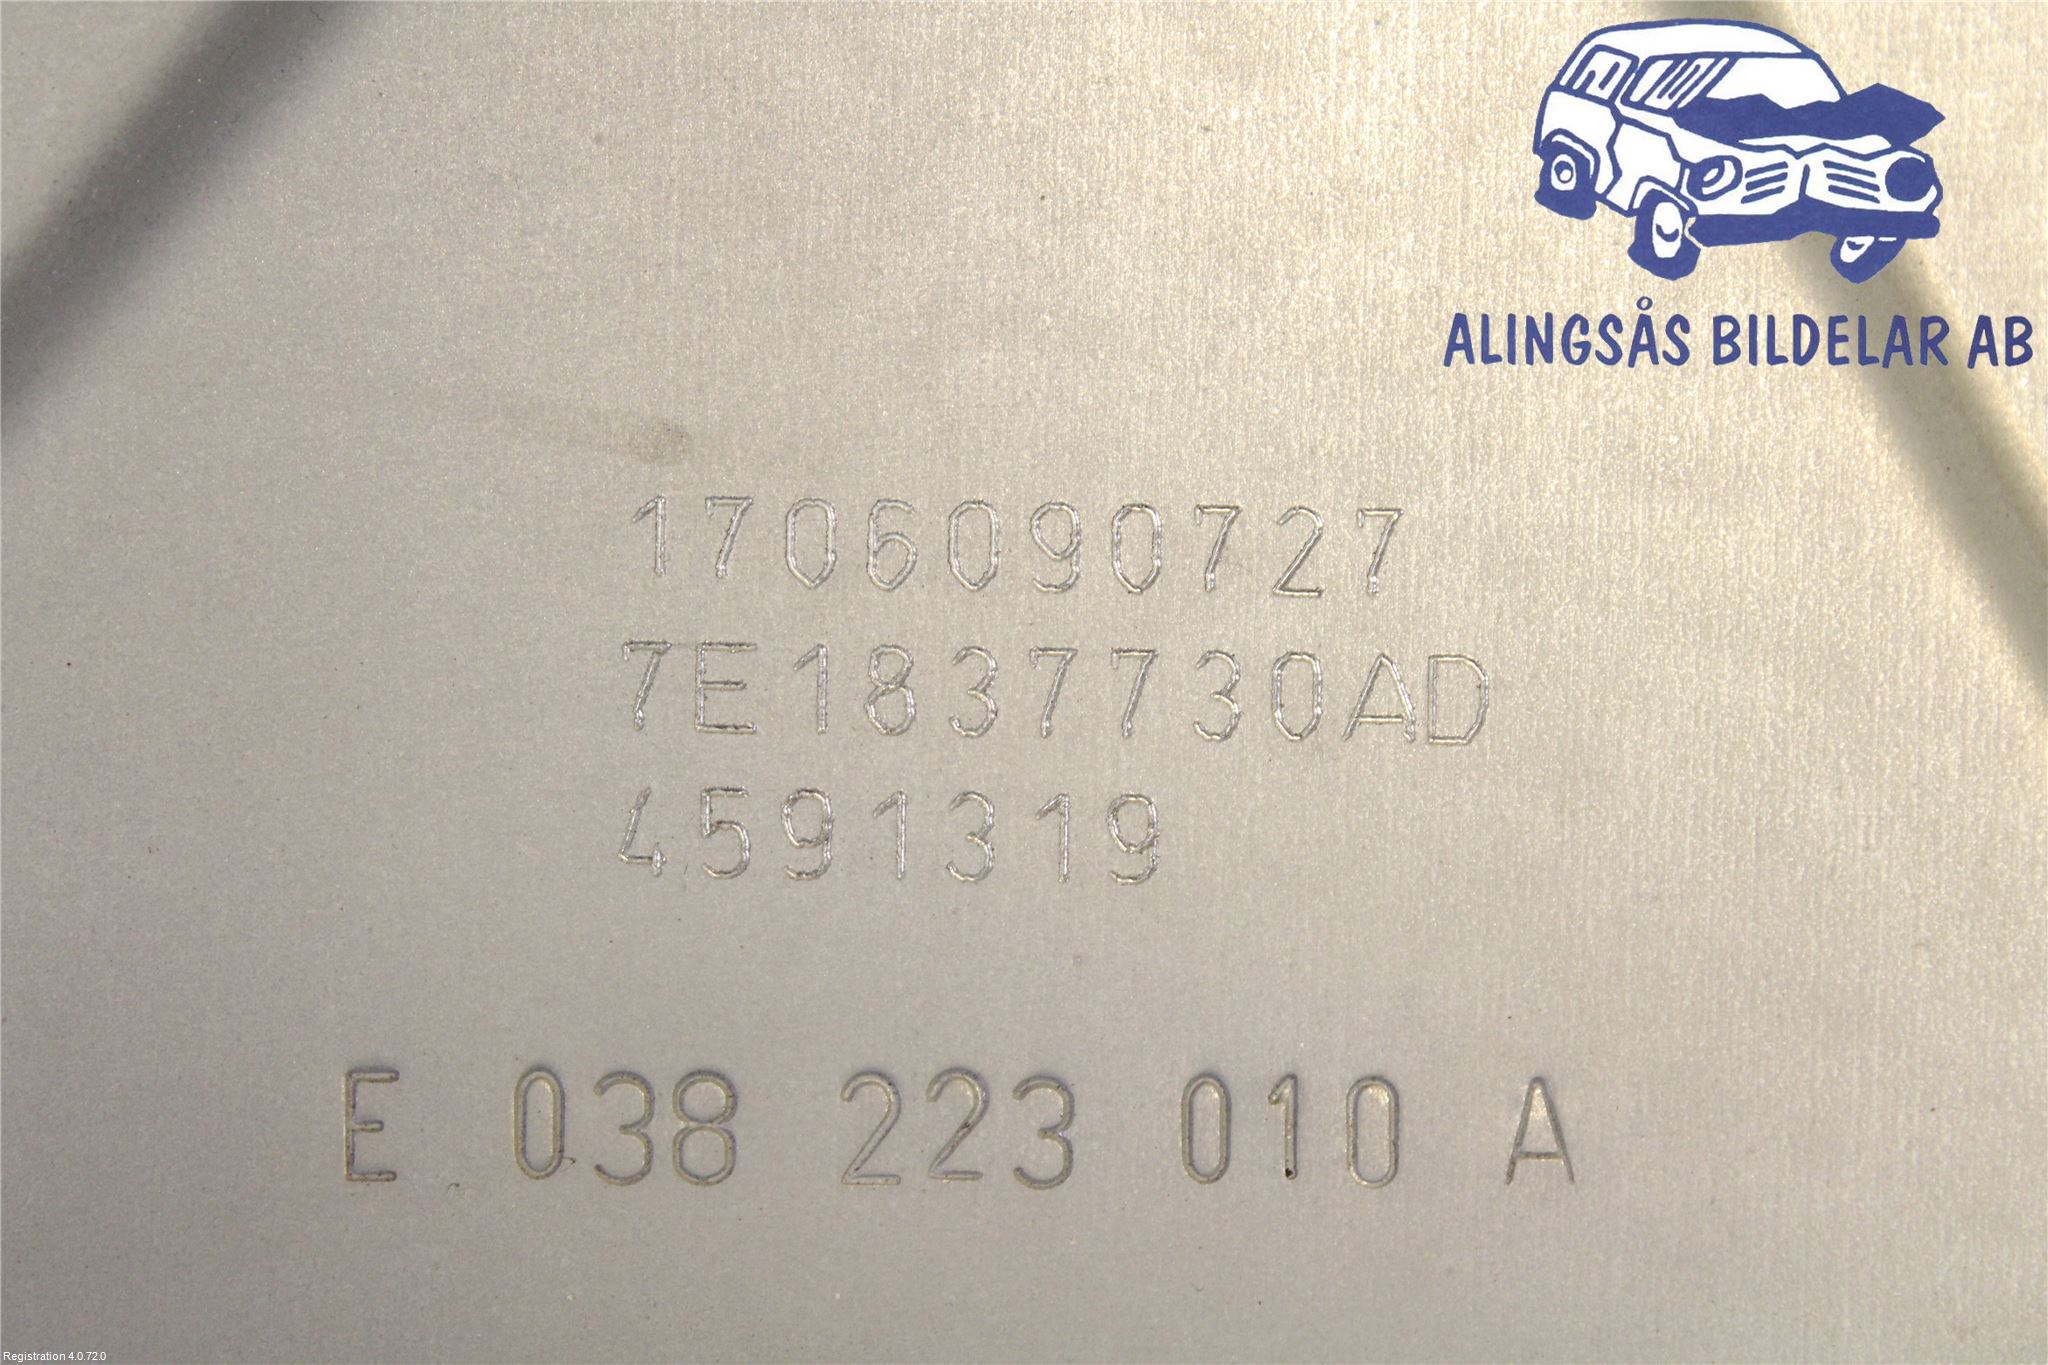 ALINGSÅS BILDELAR AB
1706090727
7E1837730AD
4591319
E 038 223 010 A
Registration 4.0.72.0